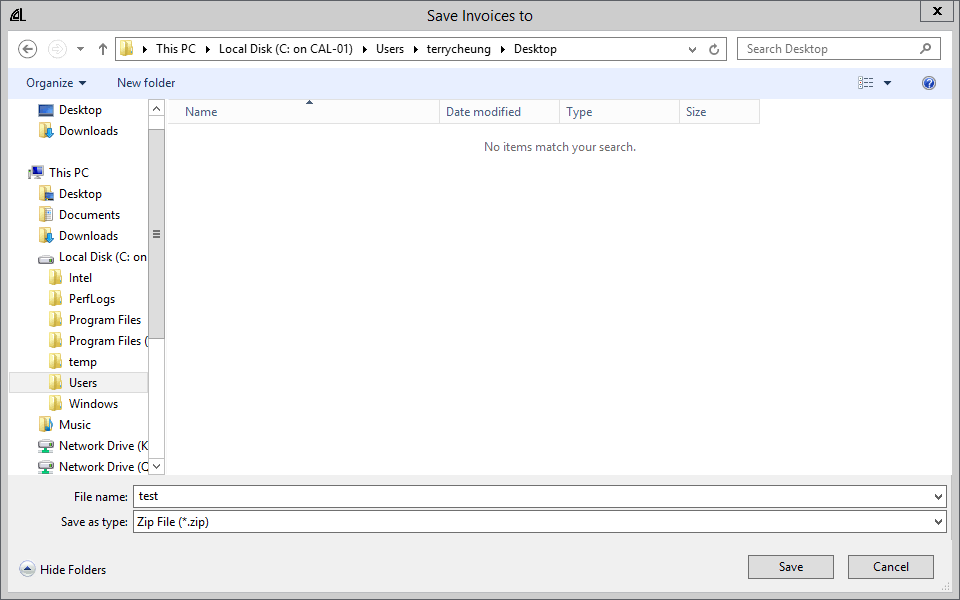 Save Invoices to
This PC Local Disk (C: on CAL-01) Users terrycheung Desktop
Search Desktop
Organize
New folder
Name Date modified Type Size
No items match your search.
Desktop
Downloads
This PC
Desktop
Documents
Downloads
Local Disk (C: on
Intel
PerfLogs
Program Files
Program Files (
temp
Users
Windows
Music
Network Drive (K
Network Drive (
File name: test
Save as type: Zip File (*.zip)
Hide Folders
Save
Cancel